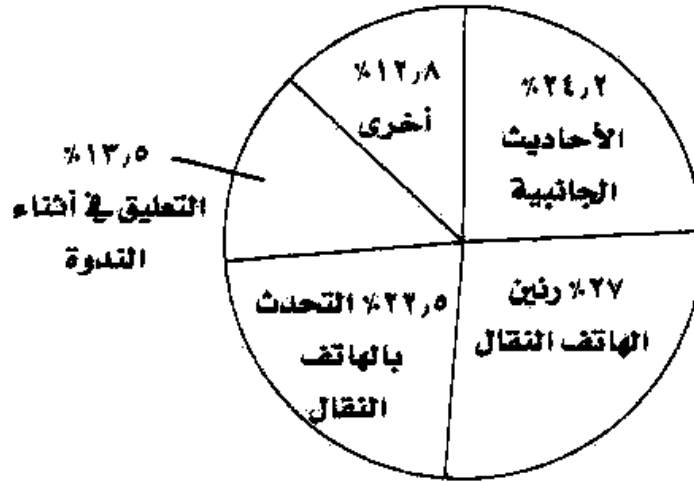 ٢٤٫٢٪
الأحاديث
الجانبية
٢٧٪ رنين
الهاتف النقال
٢٢٫٥٪ التحدث
بالهاتف
النقال
١٣٫٥٪
التعليق في أثناء
الندوة
١٢٫٨٪
أخرى